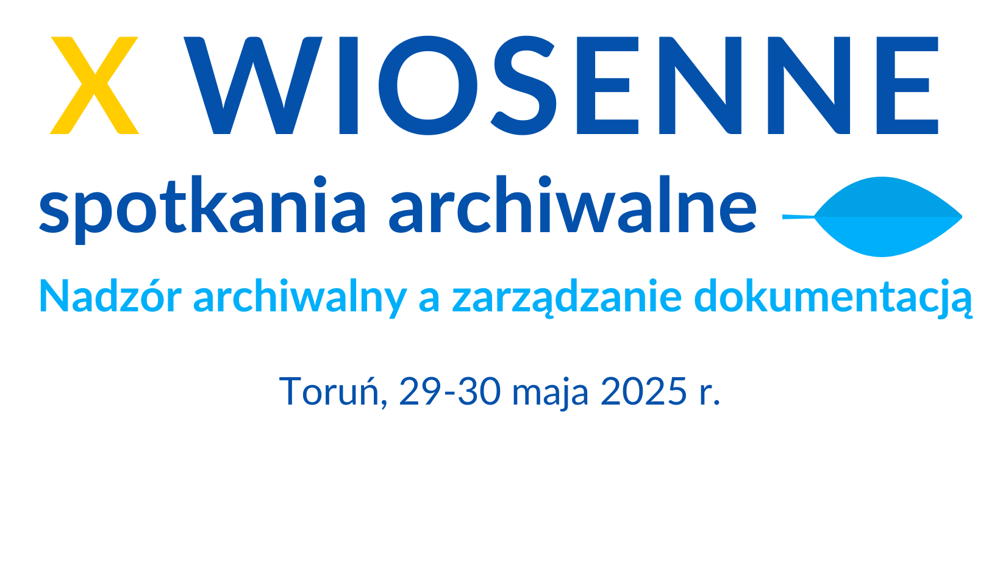 X WIOSENNE
spotkania archiwalne
Nadzór archiwalny a zarządzanie dokumentacją
Toruń, 29-30 maja 2025 r.